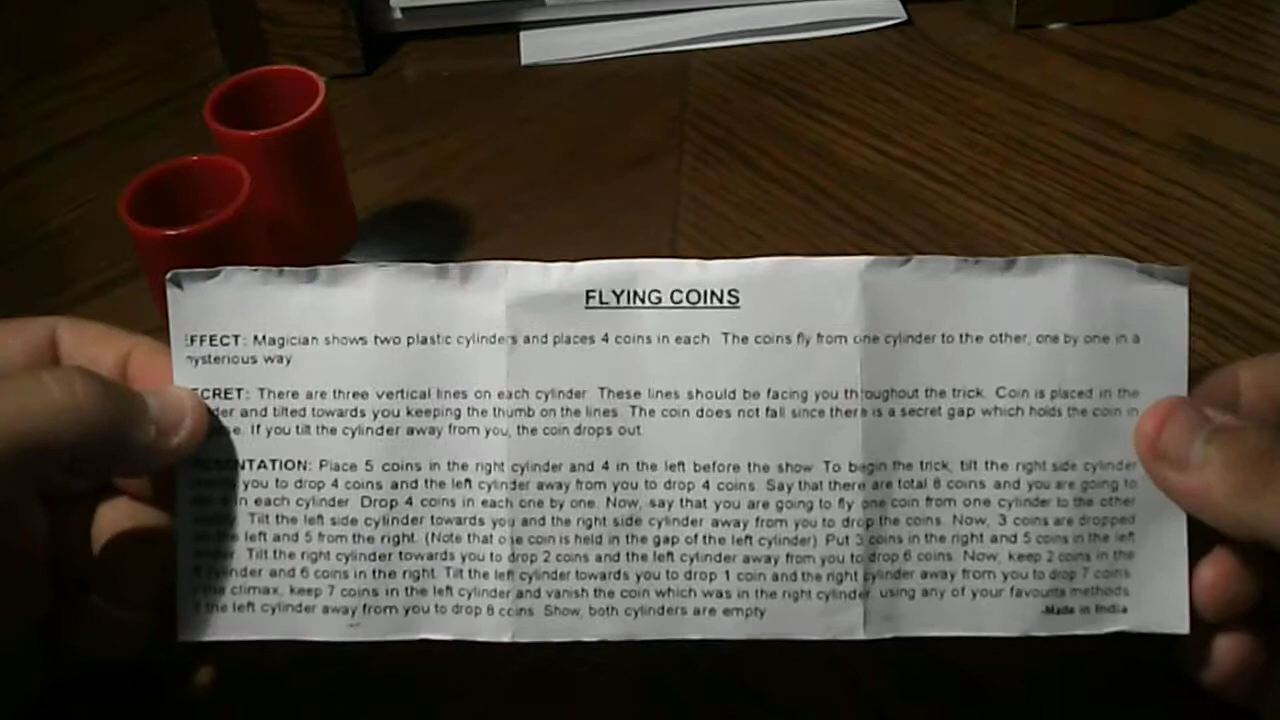 FLYING COINS
EFFECT: Magician shows two plastic cylinders and places 4 coins in each. The coins fly from one cylinder to the other, one by one in a
mysterious way
SECRET: There are three vertical lines on each cylinder. These lines should be facing you throughout the trick. Coin is placed in the
and tilted towards you keeping the thumb on the lines. The coin does not fall since there is a secret gap which holds the coin in
If you tilt the cylinder away from you, the coin drops out
PRESENTATION: Place 5 coins in the right cylinder and 4 in the left before the show. To begin the trick, tilt the right side cylinder
you to drop 4 coins and the left cylinder away from you to drop 4 coins. Say that there are total 8 coins and you are going to
in each cylinder. Drop 4 coins in each one by one. Now, say that you are going to fly one coin from one cylinder to the other
Tilt the left side cylinder towards you and the right side cylinder away from you to drop the coins. Now, 3 coins are dropped
left and 5 from the right. (Note that one coin is held in the gap of the left cylinder). Put 3 coins in the right and 5 coins in the left
Tilt the right cylinder towards you to drop 2 coins and the left cylinder away from you to drop 6 coins. Now, keep 2 coins in the
cylinder and 6 coins in the right. Tilt the left cylinder towards you to drop 1 coin and the right cylinder away from you to drop 7 coins
climax, keep 7 coins in the left cylinder and vanish the coin which was in the right cylinder, using any of your favourite methods
the left cylinder away from you to drop 8 coins. Show, both cylinders are empty
-Made in India